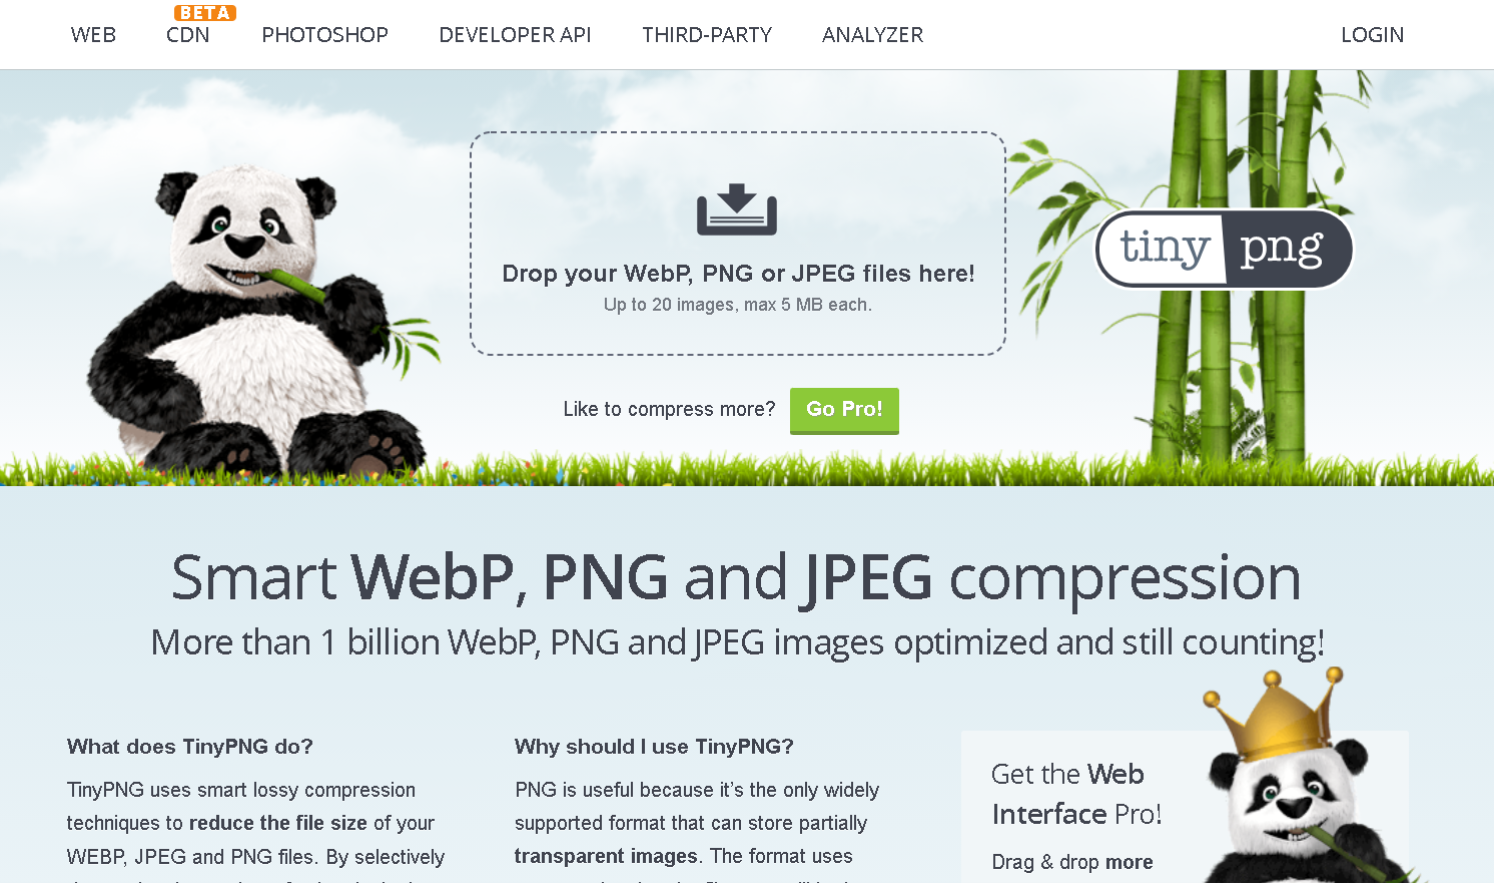 WEB CDN BETA PHOTOSHOP DEVELOPER API THIRD-PARTY ANALYZER LOGIN
Drop your WebP, PNG or JPEG files here!
Up to 20 images, max 5 MB each.
tiny png
Like to compress more? Go Pro!
Smart WebP, PNG and JPEG compression
More than 1 billion WebP, PNG and JPEG images optimized and still counting!
What does TinyPNG do?
TinyPNG uses smart lossy compression
techniques to reduce the file size of your
WEBP, JPEG and PNG files. By selectively
Why should I use TinyPNG?
PNG is useful because it’s the only widely
supported format that can store partially
transparent images. The format uses
Get the Web
Interface Pro!
Drag & drop more